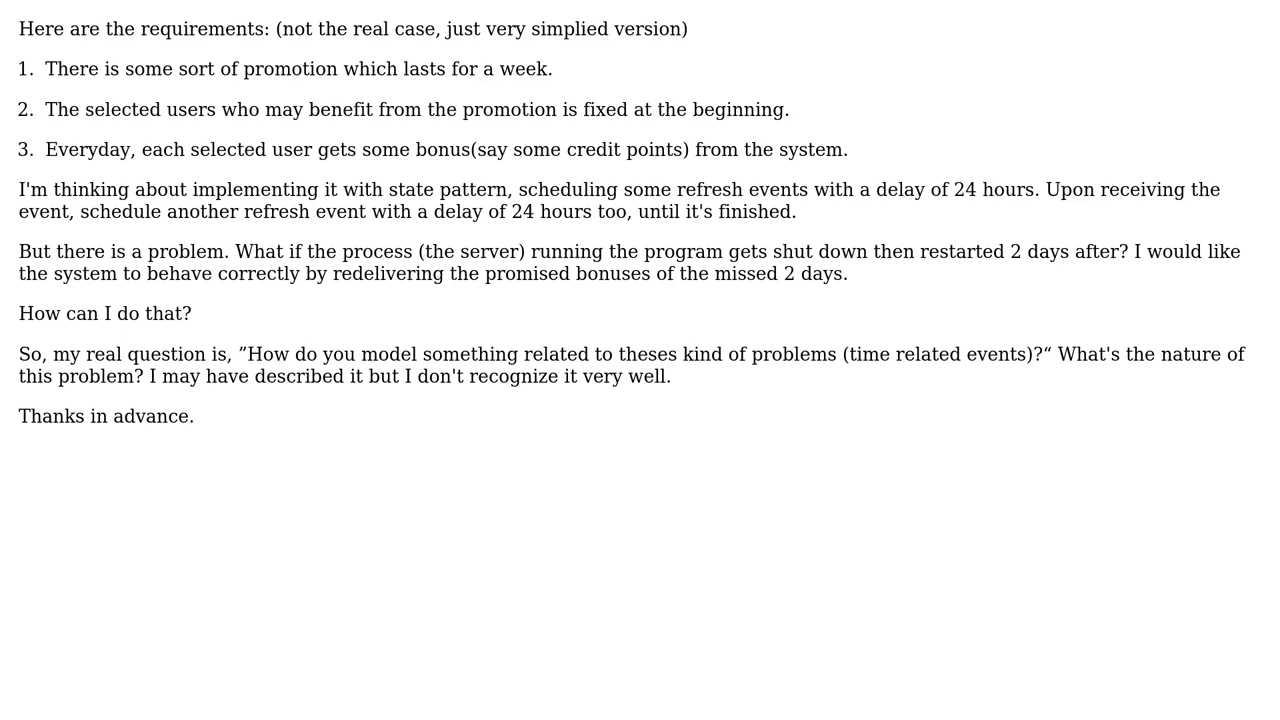 Here are the requirements: (not the real case, just very simplied version)
1. There is some sort of promotion which lasts for a week.
2. The selected users who may benefit from the promotion is fixed at the beginning.
3. Everyday, each selected user gets some bonus(say some credit points) from the system.
I'm thinking about implementing it with state pattern, scheduling some refresh events with a delay of 24 hours. Upon receiving the
event, schedule another refresh event with a delay of 24 hours too, until it's finished.
But there is a problem. What if the process (the server) running the program gets shut down then restarted 2 days after? I would like
the system to behave correctly by redelivering the promised bonuses of the missed 2 days.
How can I do that?
So, my real question is, ”How do you model something related to theses kind of problems (time related events)?“ What's the nature of
this problem? I may have described it but I don't recognize it very well.
Thanks in advance.